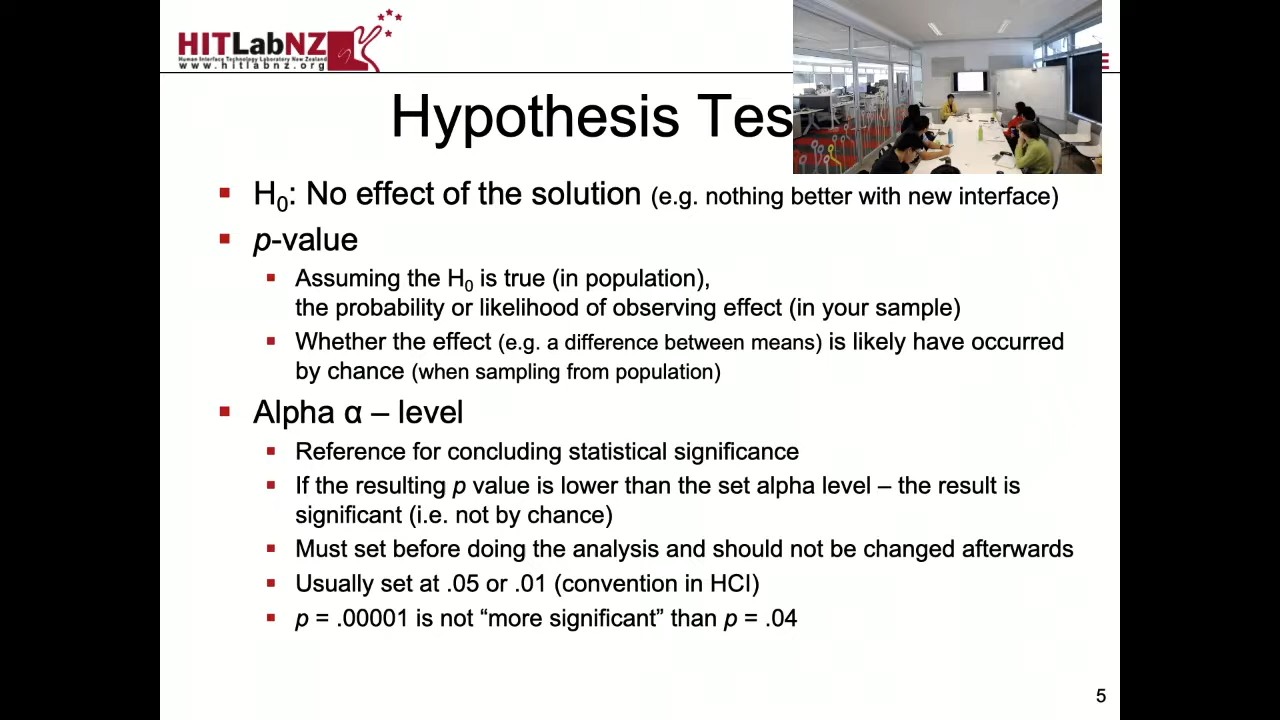 HITLabNZ
Human Interface Technology Laboratory New Zealand
www.hitlabnz.org
Hypothesis Tes
H0: No effect of the solution (e.g. nothing better with new interface)
p-value
Assuming the H0 is true (in population),
the probability or likelihood of observing effect (in your sample)
Whether the effect (e.g. a difference between means) is likely have occurred
by chance (when sampling from population)
Alpha α – level
Reference for concluding statistical significance
If the resulting p value is lower than the set alpha level – the result is
significant (i.e. not by chance)
Must set before doing the analysis and should not be changed afterwards
Usually set at .05 or .01 (convention in HCI)
p = .00001 is not “more significant” than p = .04
5